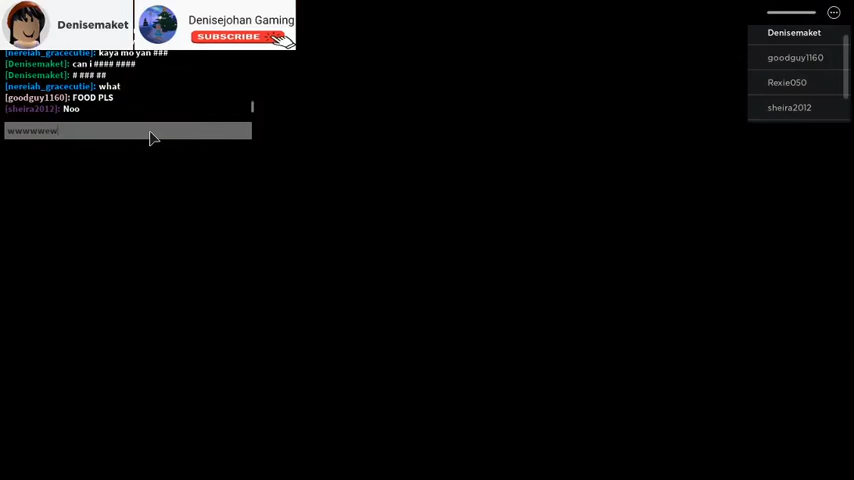 Denisemaket
Denisejohan Gaming
SUBSCRIBE
[nereiah_gracecutie]: kaya mo yan ###
[Denisemaket]: can i #### ####
[Denisemaket]: # ### ##
[nereiah_gracecutie]: what
[goodguy1160]: FOOD PLS
[sheira2012]: Noo
wwwwwew
Denisemaket
goodguy1160
Rexie050
sheira2012